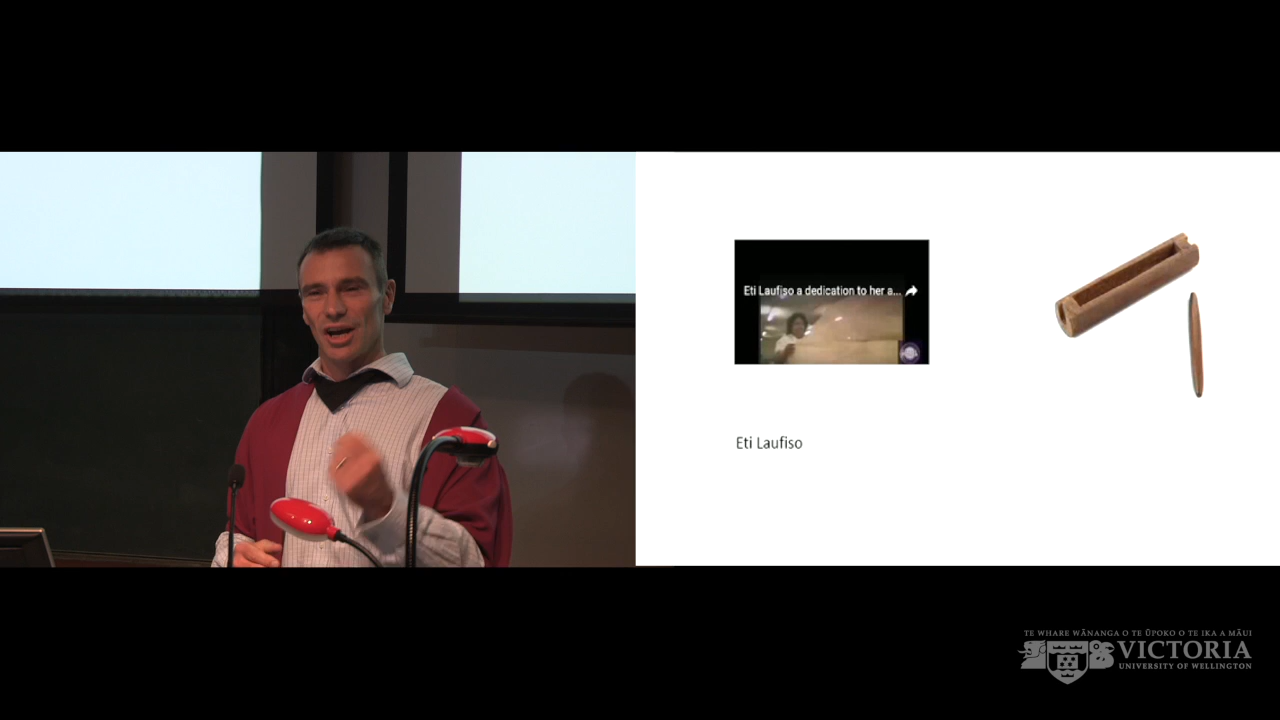 Eti Laufiso a dedication to her a...
Eti Laufiso
TE WHARE WĀNANGA O TE ŪPOKO O TE IKA A MĀUI
VICTORIA
UNIVERSITY OF WELLINGTON